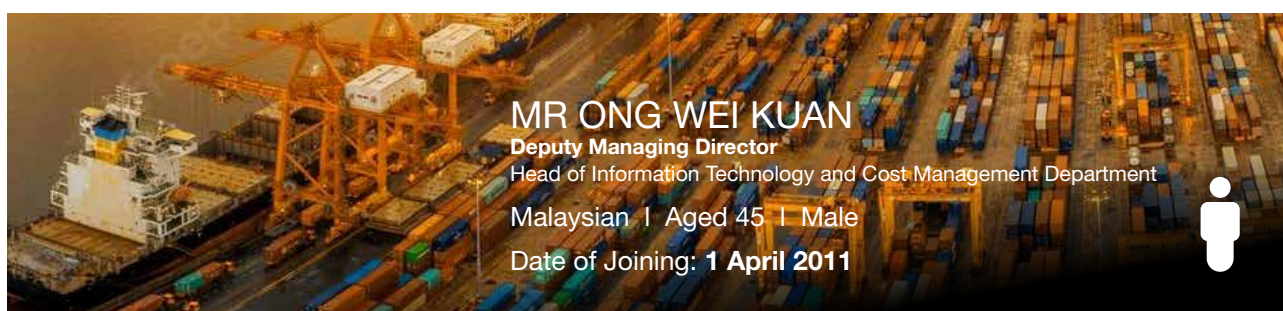 MR ONG WEI KUAN
Deputy Managing Director
Head of Information Technology and Cost Management Department
Malaysian | Aged 45 | Male
Date of Joining: 1 April 2011